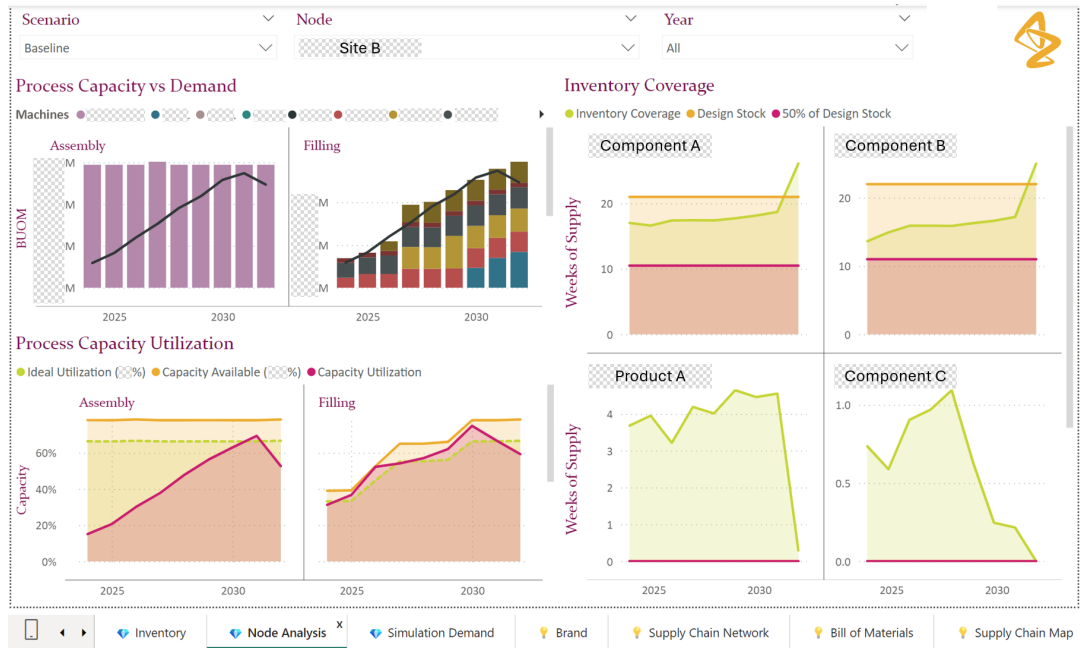 Scenario
Node
Year
Baseline
Site B
All
Process Capacity vs Demand
Machines
Assembly
Filling
BUOM
M
M
M
M
M
M
M
2025
2030
2025
2030
Process Capacity Utilization
Ideal Utilization ( %)
Capacity Available ( %)
Capacity Utilization
Assembly
Filling
Capacity
60%
40%
20%
0%
2025
2030
2025
2030
Inventory Coverage
Inventory Coverage
Design Stock
50% of Design Stock
Component A
Component B
Weeks of Supply
20
10
0
20
10
0
Product A
Component C
Weeks of Supply
4
3
2
1
0
1.0
0.5
0.0
2025
2030
2025
2030
Inventory
Node Analysis
x
Simulation Demand
Brand
Supply Chain Network
Bill of Materials
Supply Chain Map